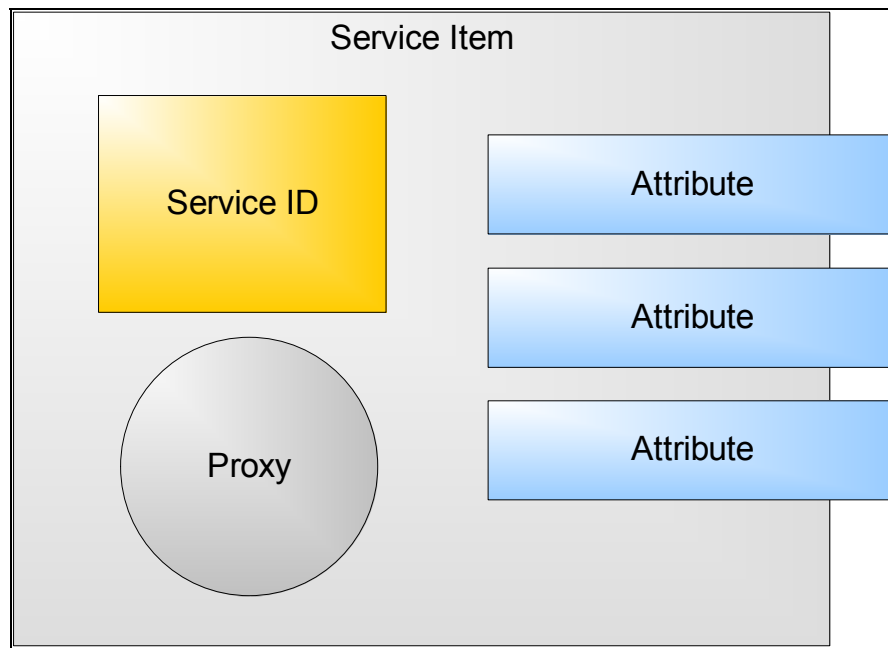 Service Item
Service ID
Attribute
Attribute
Proxy
Attribute